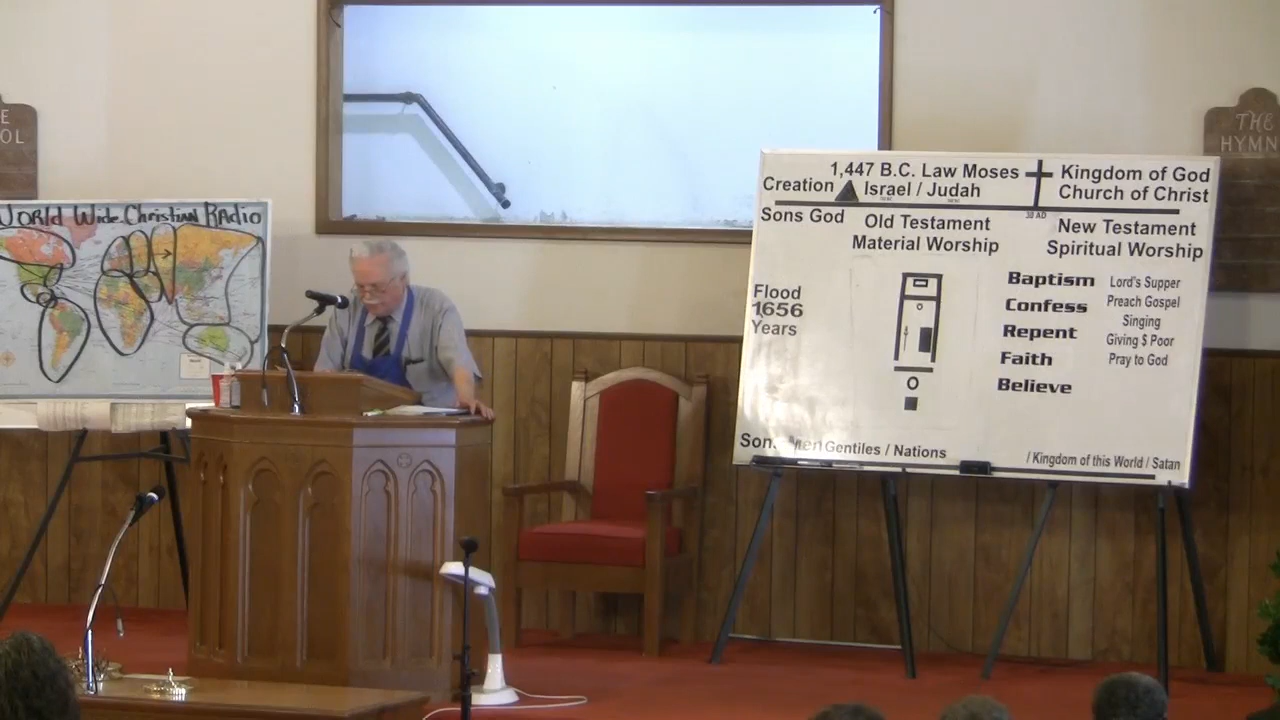 E
OL
World Wide Christian Radio
THE
HYMN
1,447 B.C. Law Moses
Kingdom of God
Creation
Israel / Judah
Church of Christ
30 AD
Sons God
Old Testament
New Testament
Material Worship
Spiritual Worship
Baptism
Lord's Supper
Confess
Preach Gospel
Flood
1656
Years
Singing
Repent
Giving $ Poor
Faith
Pray to God
Believe
Gentiles / Nations
/ Kingdom of this World / Satan